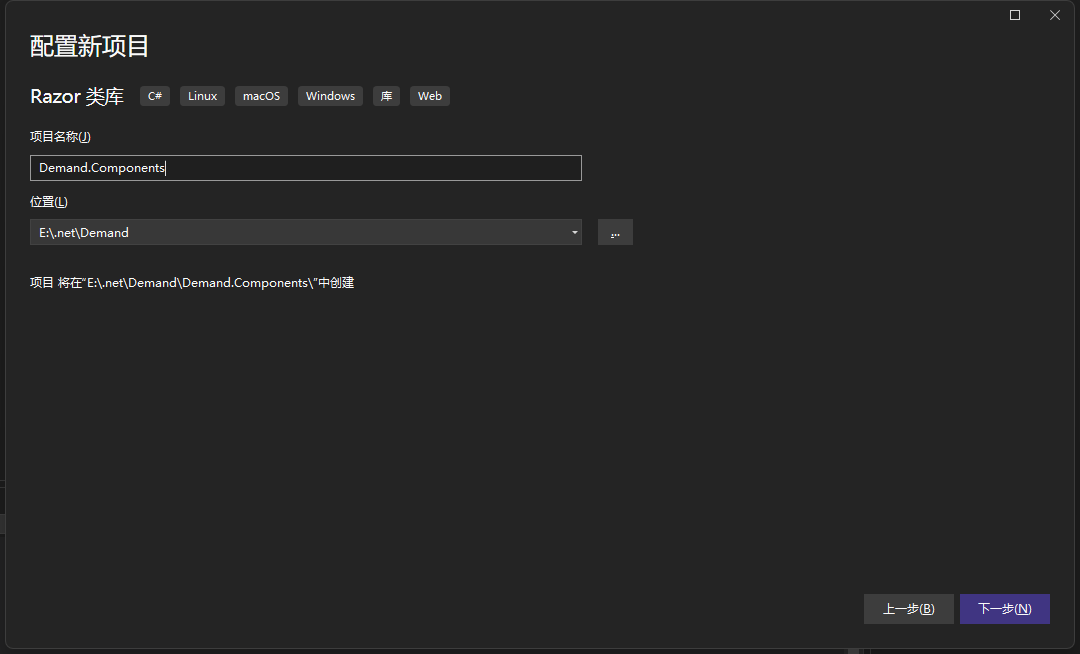 配置新项目
Razor 类库 C# Linux macOS Windows 库 Web
项目名称(J)
Demand.Components
位置(L)
E:\.net\Demand
...
项目 将在"E:\.net\Demand\Demand.Components\"中创建
上一步(B) 下一步(N)